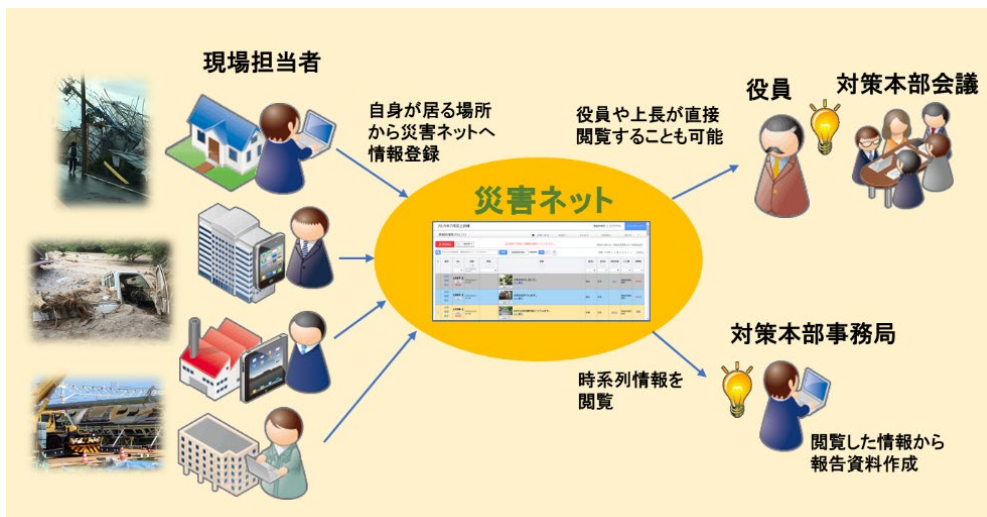 現場担当者
自身が居る場所
から災害ネットへ
情報登録
役員や上長が直接
閲覧することも可能
役員
対策本部会議
災害ネット
時系列情報を
閲覧
対策本部事務局
閲覧した情報から
報告資料作成